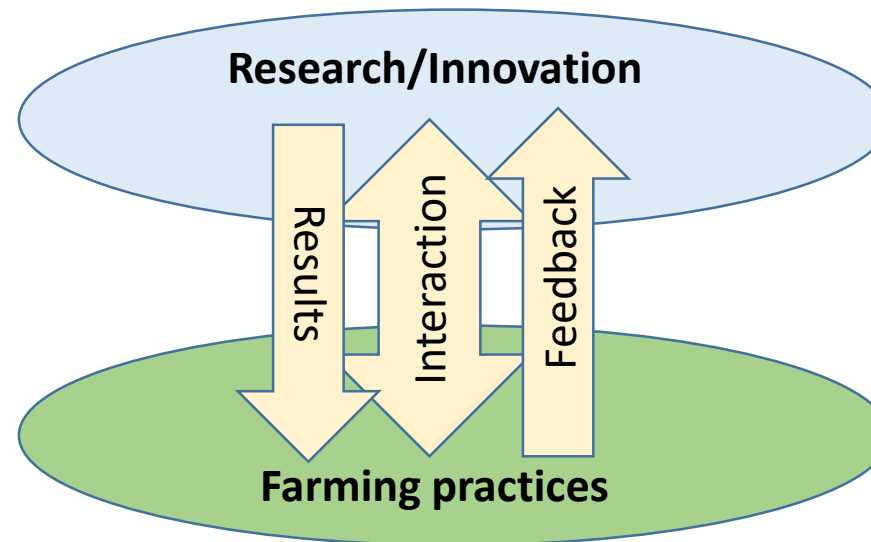 Research/Innovation
Results
Interaction
Feedback
Farming practices